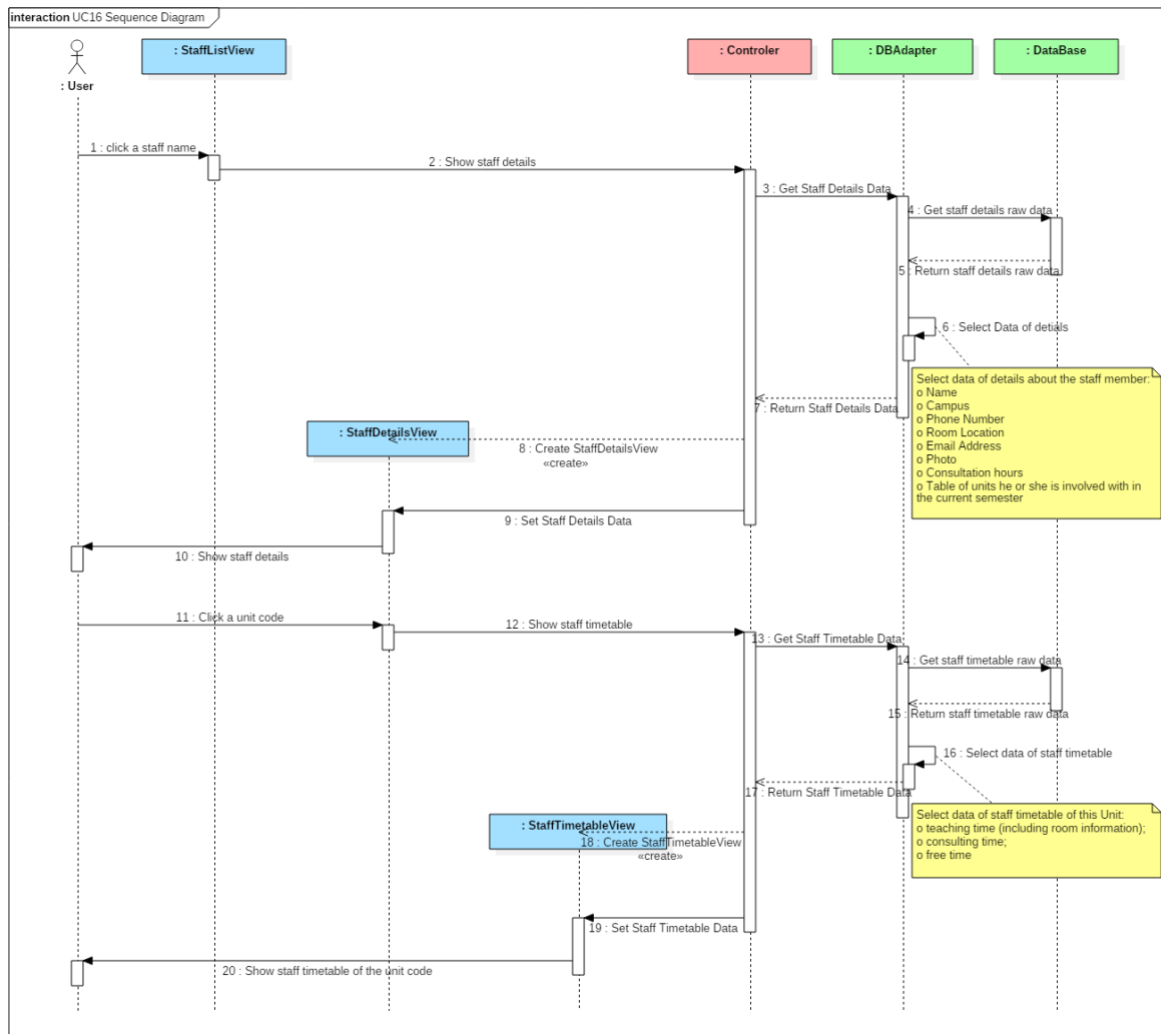 interaction UC16 Sequence Diagram
: StaffListView
: Controler
: DBAdapter
: DataBase
: User
1 : click a staff name
2 : Show staff details
3 : Get Staff Details Data
4 : Get staff details raw data
5 : Return staff details raw data
6 : Select Data of detials
Select data of details about the staff member:
o Name
o Campus
o Phone Number
o Room Location
o Email Address
o Photo
o Consultation hours
o Table of units he or she is involved with in
the current semester
7 : Return Staff Details Data
: StaffDetailsView
8 : Create StaffDetailsView
«create»
9 : Set Staff Details Data
10 : Show staff details
11 : Click a unit code
12 : Show staff timetable
13 : Get Staff Timetable Data
14 : Get staff timetable raw data
15 : Return staff timetable raw data
16 : Select data of staff timetable
17 : Return Staff Timetable Data
Select data of staff timetable of this Unit:
o teaching time (including room information);
o consulting time;
o free time
: StaffTimetableView
18 : Create StaffTimetableView
«create»
19 : Set Staff Timetable Data
20 : Show staff timetable of the unit code